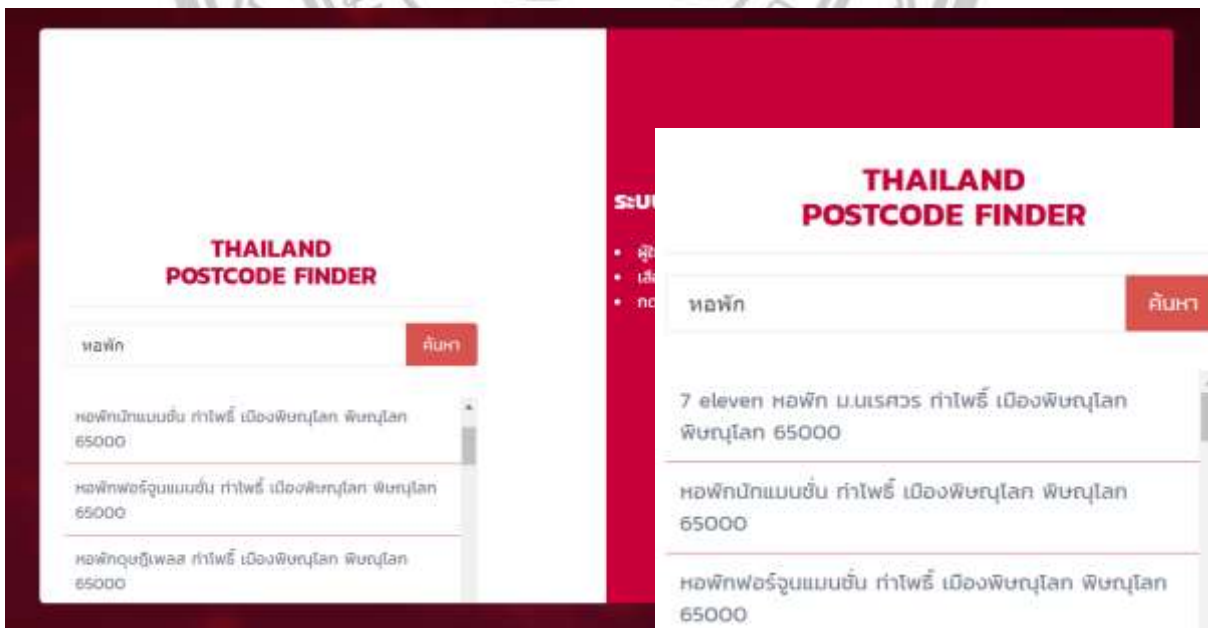 THAILAND
POSTCODE FINDER
หอพัก
ค้นหา
หอพักนักแมนชั่น ท่าโพธิ์ เมืองพิษณุโลก พิษณุโลก
65000
หอพักฟอร์จูนแมนชั่น ท่าโพธิ์ เมืองพิษณุโลก พิษณุโลก
65000
หอพักดุษฎีเพลส ท่าโพธิ์ เมืองพิษณุโลก พิษณุโลก
65000
THAILAND
POSTCODE FINDER
หอพัก
ค้นหา
7 eleven หอพัก ม.นเรศวร ท่าโพธิ์ เมืองพิษณุโลก
พิษณุโลก 65000
หอพักนักแมนชั่น ท่าโพธิ์ เมืองพิษณุโลก พิษณุโลก
65000
หอพักฟอร์จูนแมนชั่น ท่าโพธิ์ เมืองพิษณุโลก พิษณุโลก
65000